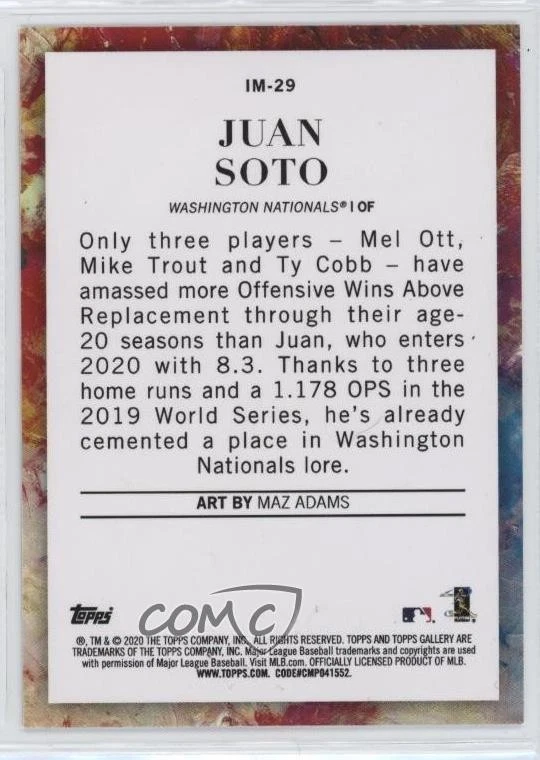 IM-29
JUAN
SOTO
WASHINGTON NATIONALS® | OF
Only three players – Mel Ott,
Mike Trout and Ty Cobb – have
amassed more Offensive Wins Above
Replacement through their age-
20 seasons than Juan, who enters
2020 with 8.3. Thanks to three
home runs and a 1.178 OPS in the
2019 World Series, he's already
cemented a place in Washington
Nationals lore.
ART BY MAZ ADAMS
topps
COMC
®, TM & © 2020 THE TOPPS COMPANY, INC. ALL RIGHTS RESERVED. TOPPS AND TOPPS GALLERY ARE
TRADEMARKS OF THE TOPPS COMPANY, INC. Major League Baseball trademarks and copyrights are used
with permission of Major League Baseball. Visit MLB.com. OFFICIALLY LICENSED PRODUCT OF MLB.
WWW.TOPPS.COM. CODE#CMP041552.